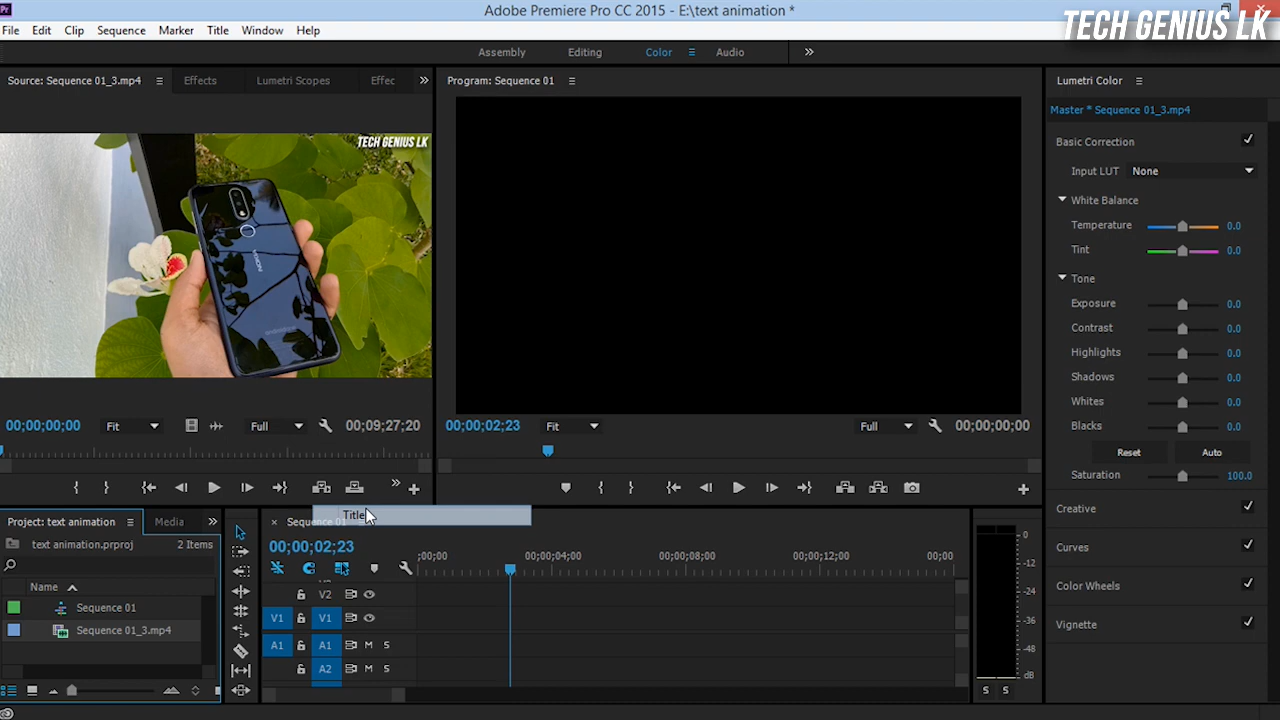 Pr Adobe Premiere Pro CC 2015 - E:\text animation *
TECH GENIUS LK
File Edit Clip Sequence Marker Title Window Help
Assembly Editing Color Audio
Source: Sequence 01_3.mp4 Effects Lumetri Scopes Effec
Program: Sequence 01
Lumetri Color
Master * Sequence 01_3.mp4
TECH GENIUS LK
NOKIA
androidone
Basic Correction
Input LUT None
White Balance
Temperature 0.0
Tint 0.0
Tone
Exposure 0.0
Contrast 0.0
Highlights 0.0
Shadows 0.0
Whites 0.0
Blacks 0.0
Reset Auto
Saturation 100.0
Creative
Curves
Color Wheels
Vignette
00;00;00;00 Fit Full 00;09;27;20
00;00;02;23 Fit Full 00;00;00;00
Title
Project: text animation Media
text animation.prproj 2 Items
Name
Sequence 01
Sequence 01_3.mp4
Sequence 01
00;00;02;23
;00;00 00;00;04;00 00;00;08;00 00;00;12;00 00;00
V2
V1 V1
A1 A1 M S
A2 M S
0
-12
-24
-36
-48
dB
S S